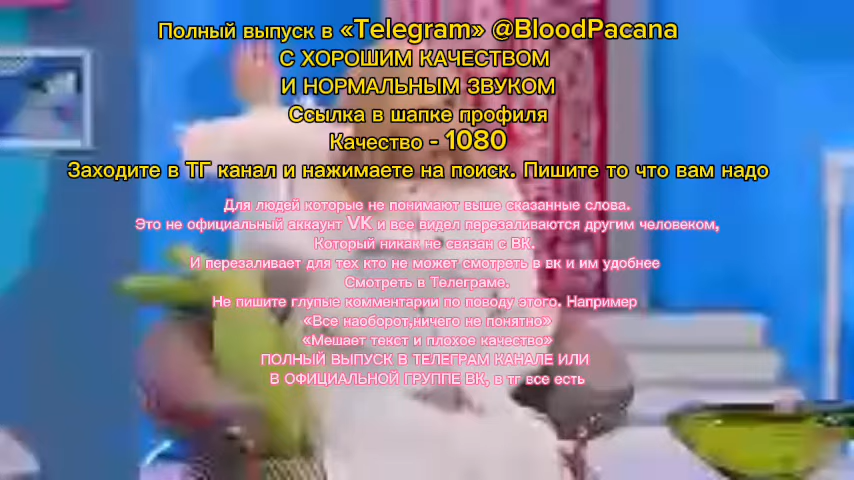 Полный выпуск в «Telegram» @BloodPacana
С ХОРОШИМ КАЧЕСТВОМ
И НОРМАЛЬНЫМ ЗВУКОМ
Ссылка в шапке профиля
Качество - 1080
Заходите в ТГ канал и нажимаете на поиск. Пишите то что вам надо
Для людей которые не понимают выше сказанные слова.
Это не официальный аккаунт VK и все видел перезаливаются другим человеком,
Который никак не связан с ВК.
И перезаливает для тех кто не может смотреть в вк и им удобнее
Смотреть в Телеграме.
Не пишите глупые комментарии по поводу этого. Например
«Все наоборот,ничего не понятно»
«Мешает текст и плохое качество»
ПОЛНЫЙ ВЫПУСК В ТЕЛЕГРАМ КАНАЛЕ ИЛИ
В ОФИЦИАЛЬНОЙ ГРУППЕ ВК, в тг все есть